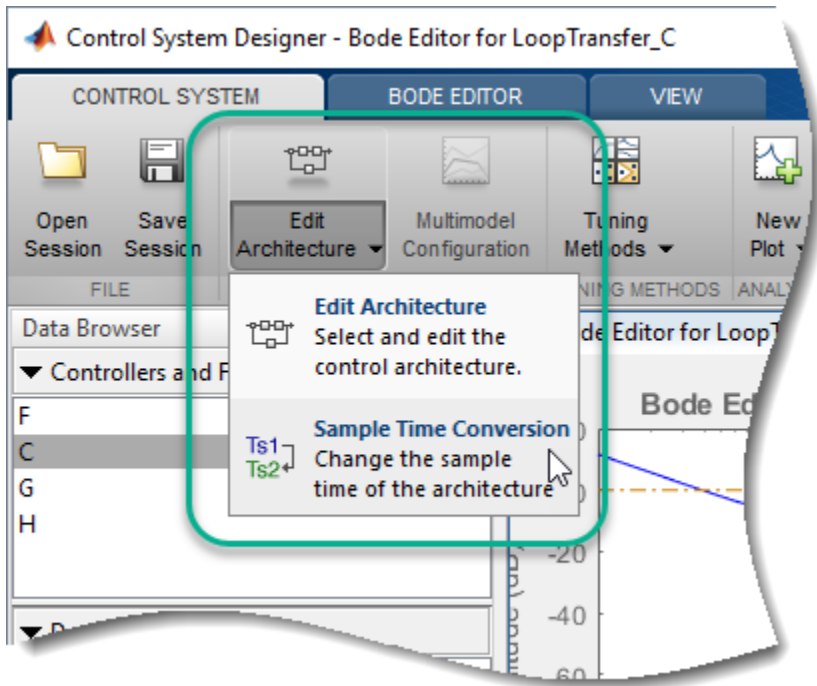 Control System Designer - Bode Editor for LoopTransfer_C
CONTROL SYSTEM
BODE EDITOR
VIEW
Open Session
Save Session
Edit Architecture
Multimodel Configuration
Tuning Methods
New Plot
FILE
NING METHODS
ANALY
Edit Architecture
Select and edit the
control architecture.
Ts1
Ts2
Sample Time Conversion
Change the sample
time of the architecture
Data Browser
Controllers and F
F
C
G
H
de Editor for LoopT
Bode Ed
-20
-40
-60